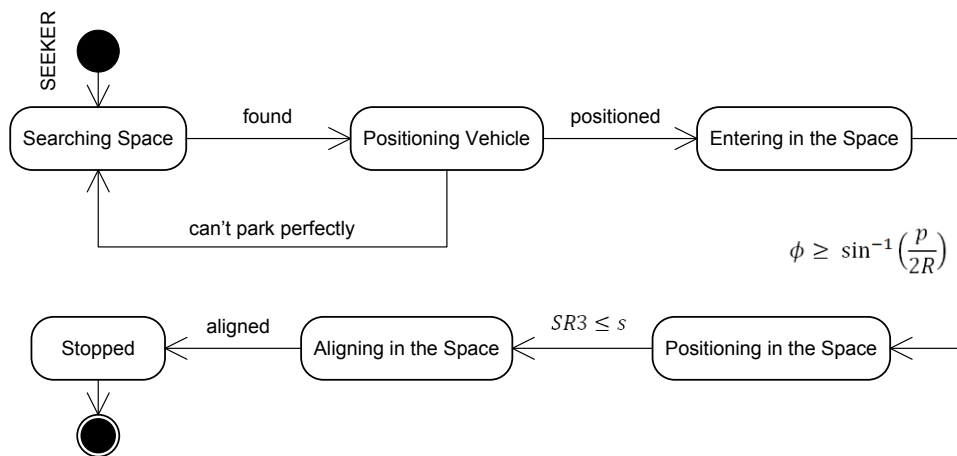 SEEKER
Searching Space
found
Positioning Vehicle
positioned
Entering in the Space
can't park perfectly
ϕ ≥ sin⁻¹(p/2R)
Stopped
aligned
Aligning in the Space
SR3 ≤ s
Positioning in the Space